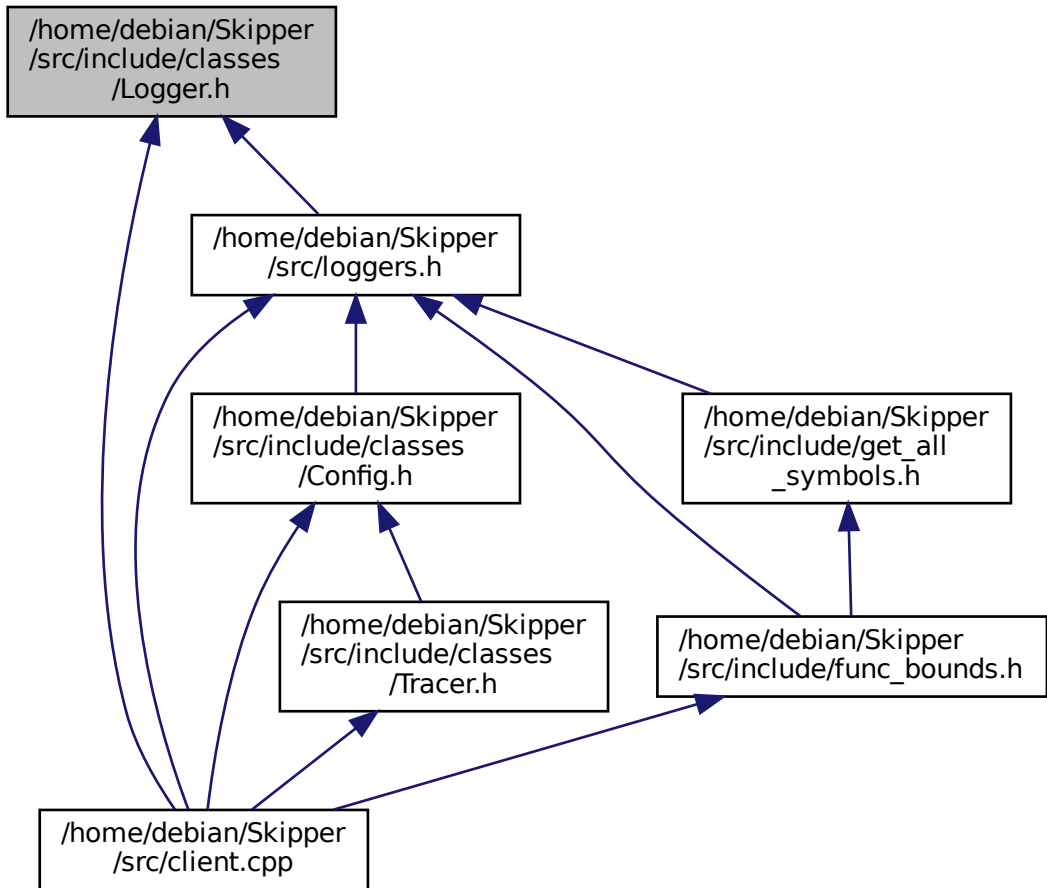 /home/debian/Skipper
/src/include/classes
/Logger.h
/home/debian/Skipper
/src/loggers.h
/home/debian/Skipper
/src/include/classes
/Config.h
/home/debian/Skipper
/src/include/get_all
_symbols.h
/home/debian/Skipper
/src/include/classes
/Tracer.h
/home/debian/Skipper
/src/include/func_bounds.h
/home/debian/Skipper
/src/client.cpp